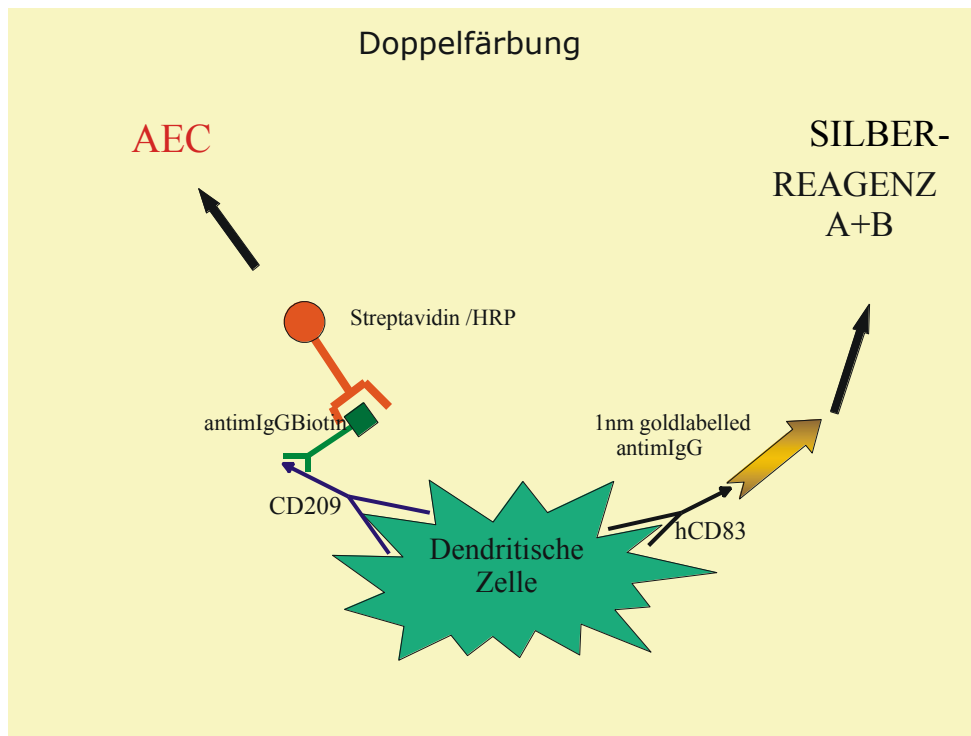 Doppelfärbung
AEC
SILBER-
REAGENZ
A+B
Streptavidin /HRP
antimIgGBiotin
1nm goldlabelled
antimIgG
CD209
hCD83
Dendritische
Zelle